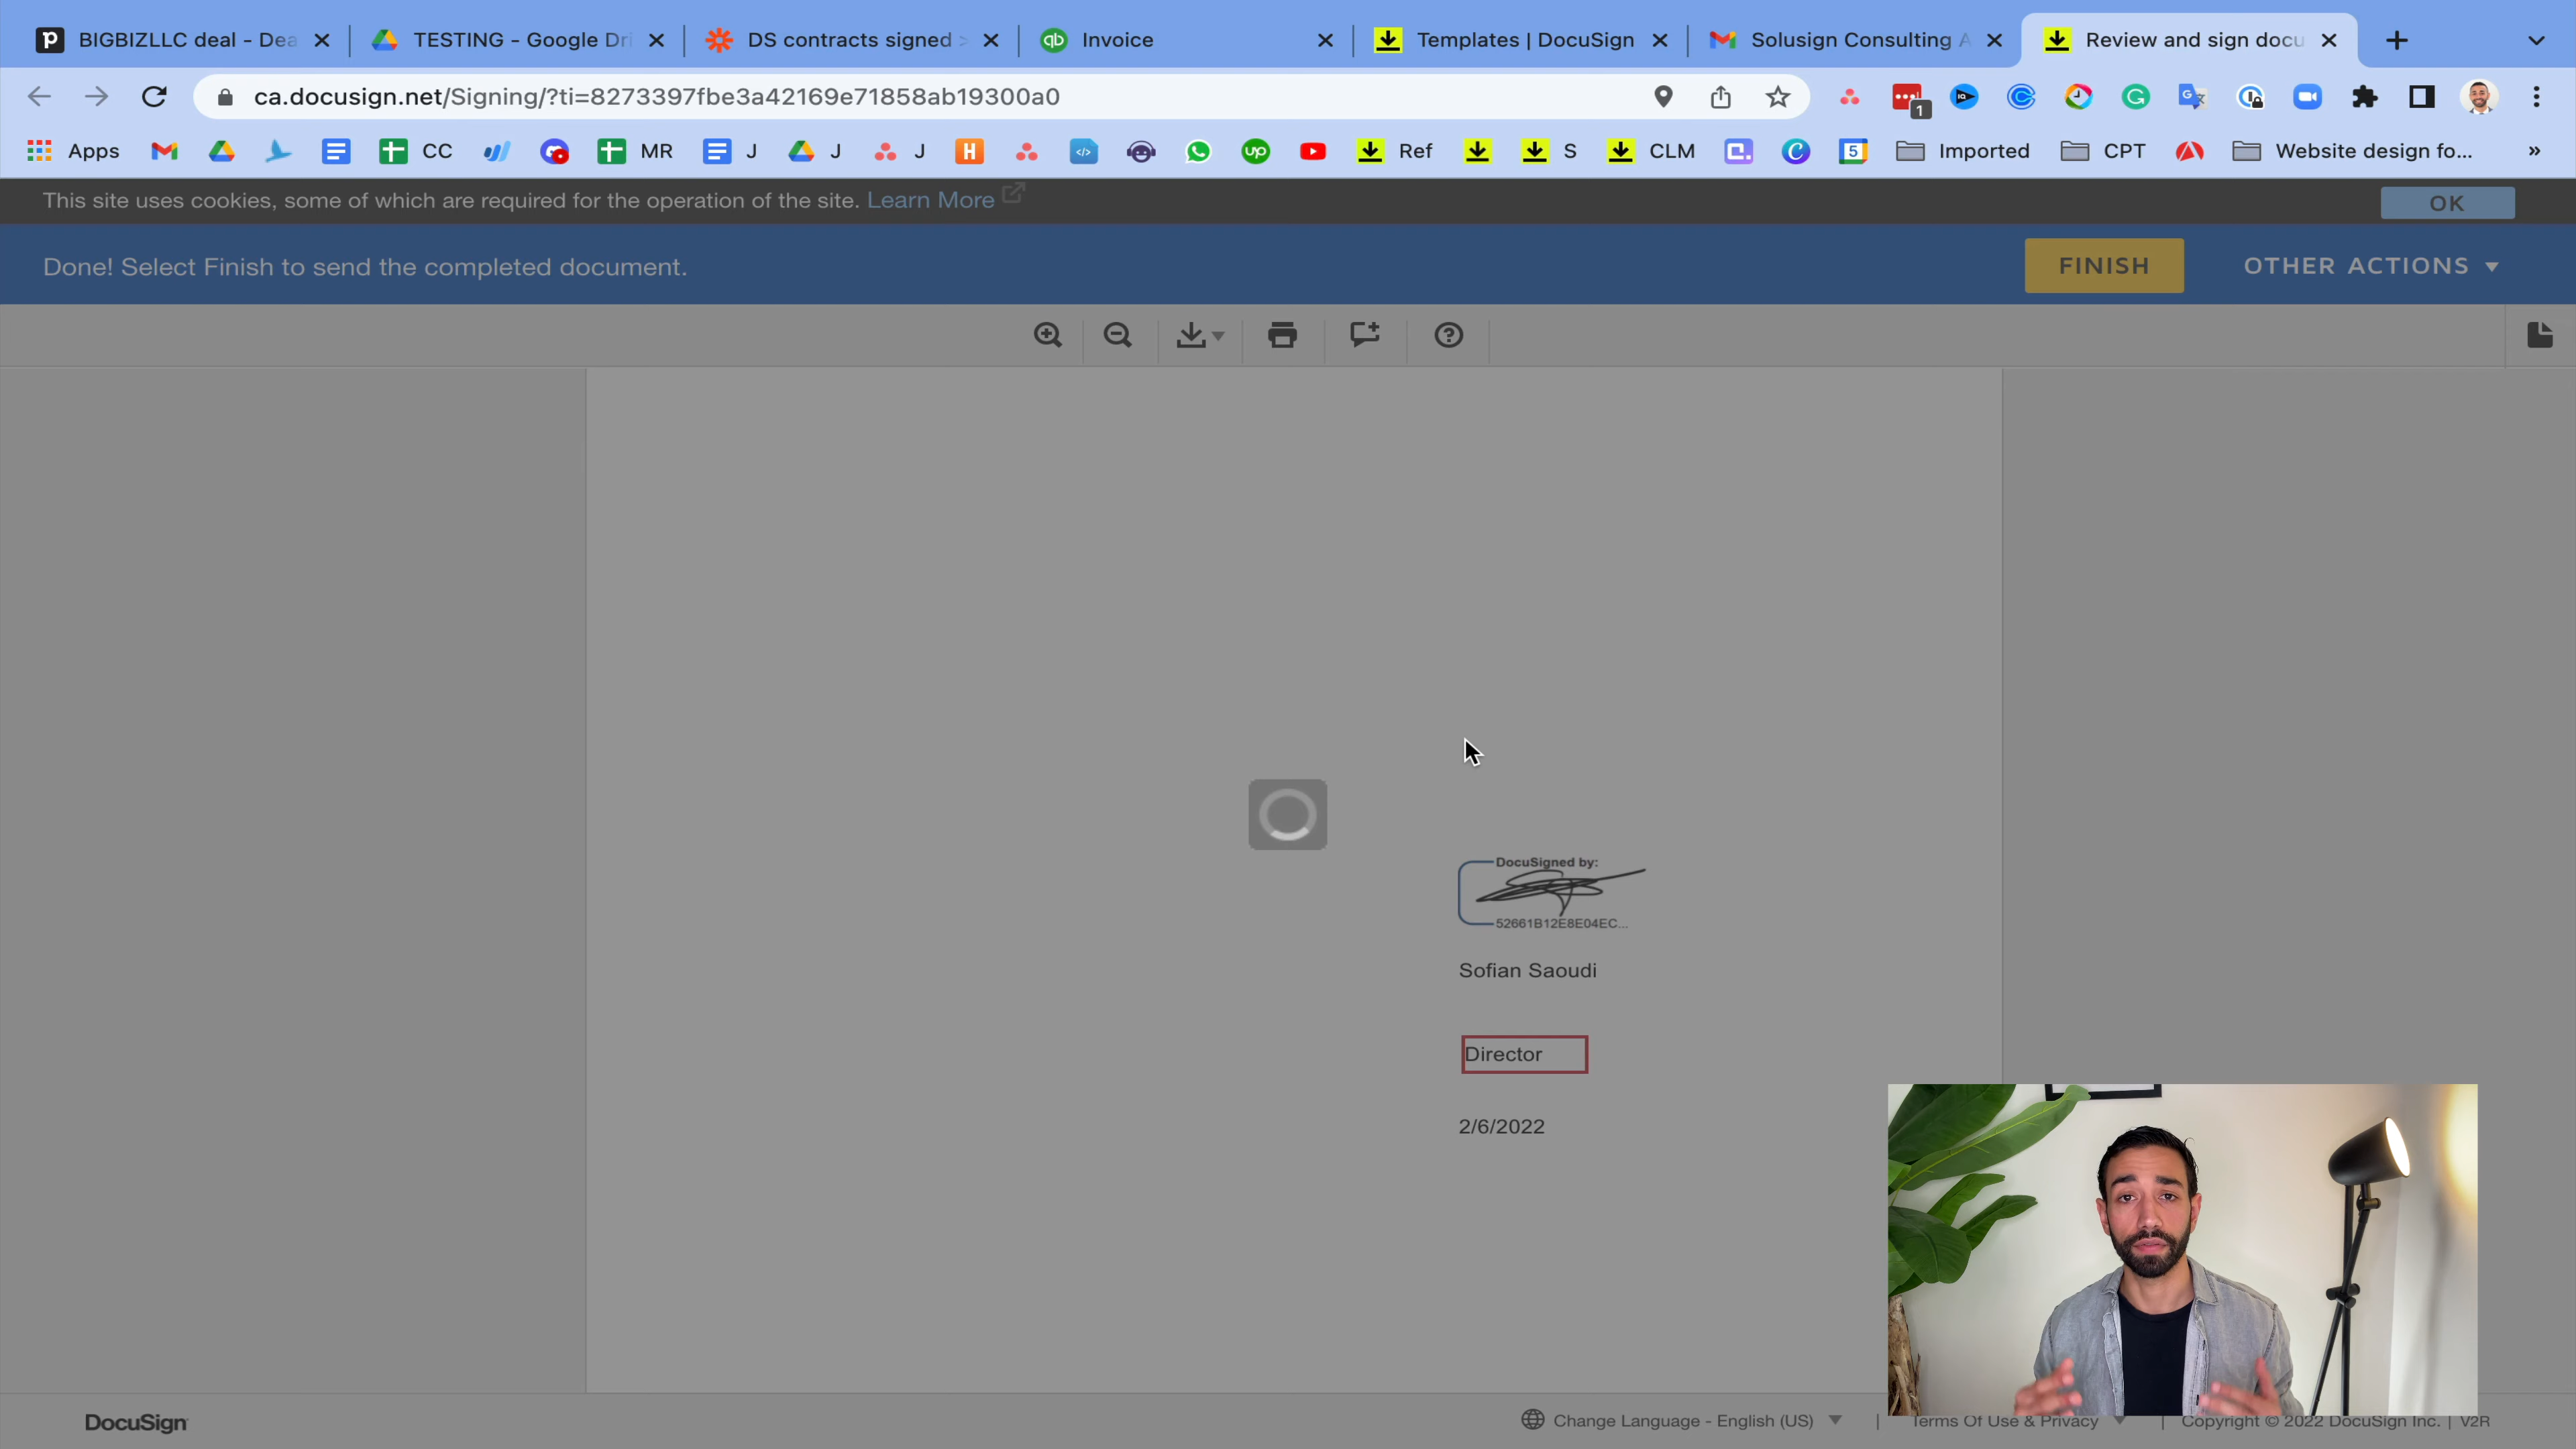 BIGBIZLLC deal - Dea
TESTING - Google Dri
DS contracts signed >
Invoice
Templates | DocuSign
Solusign Consulting A
Review and sign docu
ca.docusign.net/Signing/?ti=8273397fbe3a42169e71858ab19300a0
1
Apps
CC
MR
J
J
J
Ref
S
CLM
5
Imported
CPT
Website design fo...
»
This site uses cookies, some of which are required for the operation of the site. Learn More
OK
Done! Select Finish to send the completed document.
FINISH
OTHER ACTIONS
DocuSigned by:
52661B12E8E04EC...
Sofian Saoudi
Director
2/6/2022
DocuSign
Change Language - English (US)
|
Terms Of Use & Privacy
|
Copyright © 2022 DocuSign Inc. | V2R